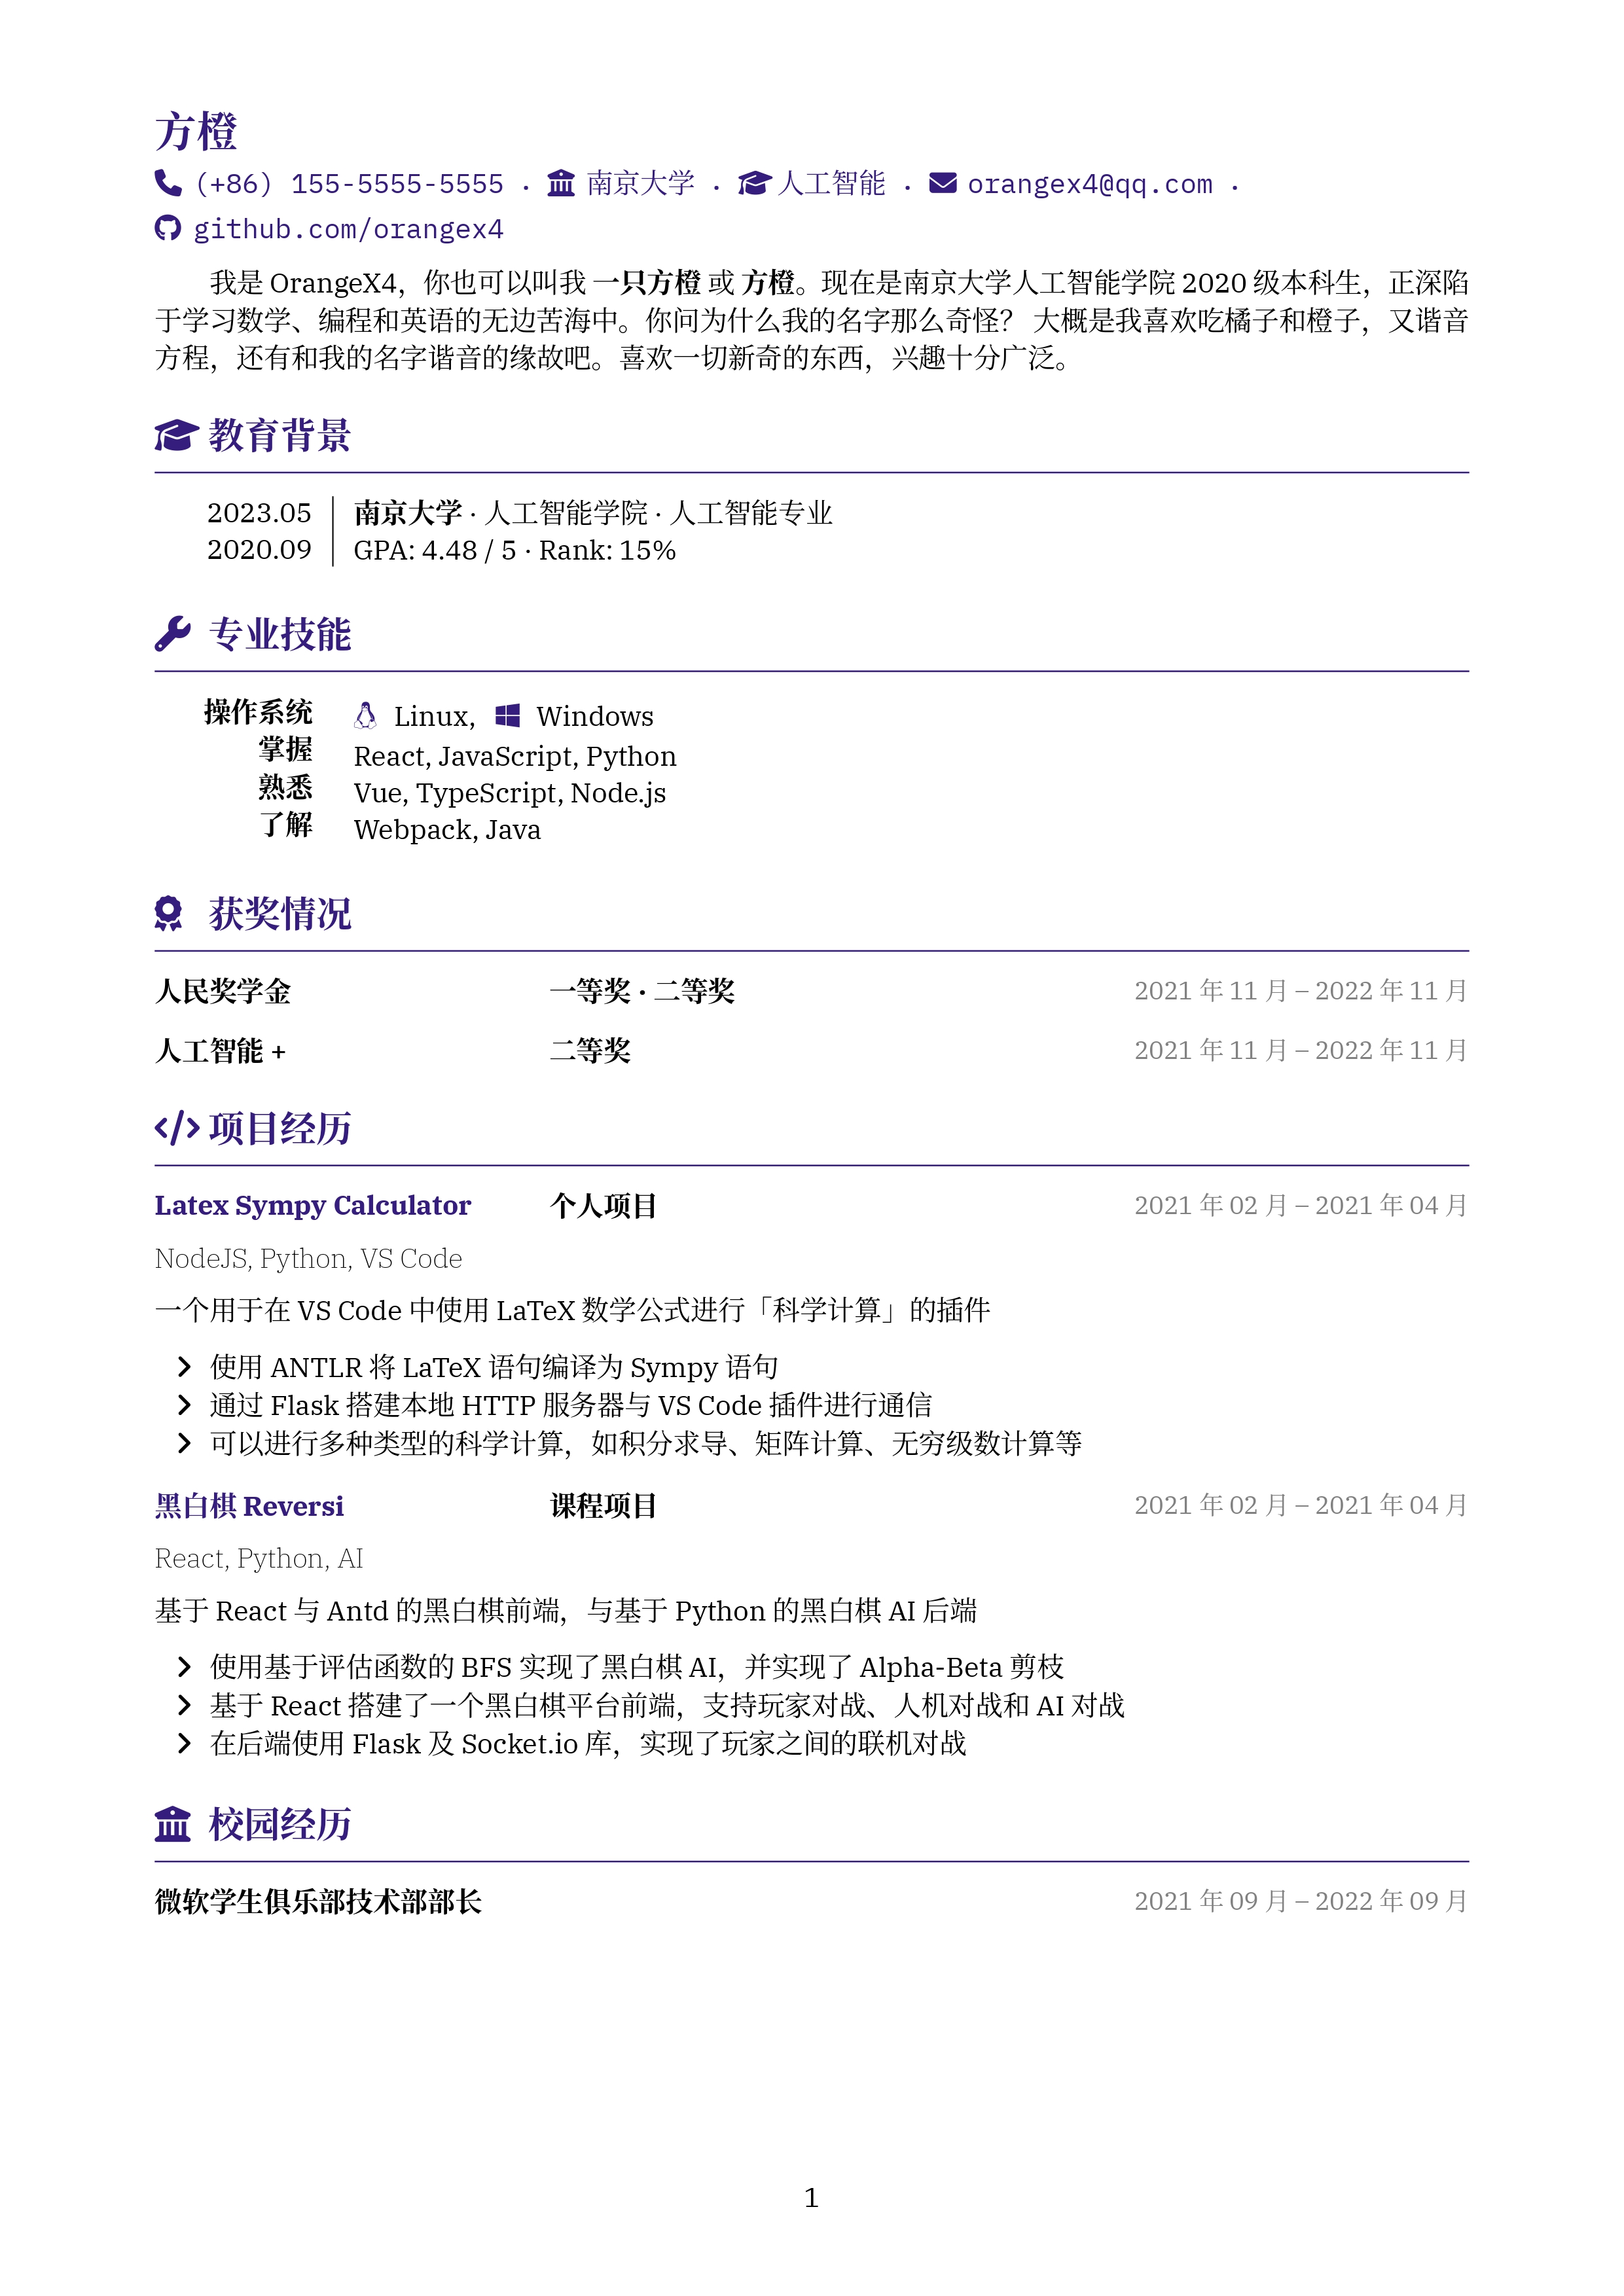 方橙
(+86) 155-5555-5555 · 南京大学 · 人工智能 · orangex4@qq.com ·
github.com/orangex4
我是 OrangeX4，你也可以叫我 一只方橙 或 方橙。现在是南京大学人工智能学院 2020 级本科生，正深陷
于学习数学、编程和英语的无边苦海中。你问为什么我的名字那么奇怪？ 大概是我喜欢吃橘子和橙子，又谐音
方程，还有和我的名字谐音的缘故吧。喜欢一切新奇的东西，兴趣十分广泛。
教育背景
2023.05 南京大学 · 人工智能学院 · 人工智能专业
2020.09 GPA: 4.48 / 5 · Rank: 15%
专业技能
操作系统 Linux, Windows
掌握 React, JavaScript, Python
熟悉 Vue, TypeScript, Node.js
了解 Webpack, Java
获奖情况
人民奖学金 一等奖 · 二等奖 2021 年 11 月 – 2022 年 11 月
人工智能 + 二等奖 2021 年 11 月 – 2022 年 11 月
项目经历
Latex Sympy Calculator 个人项目 2021 年 02 月 – 2021 年 04 月
NodeJS, Python, VS Code
一个用于在 VS Code 中使用 LaTeX 数学公式进行「科学计算」的插件
使用 ANTLR 将 LaTeX 语句编译为 Sympy 语句
通过 Flask 搭建本地 HTTP 服务器与 VS Code 插件进行通信
可以进行多种类型的科学计算，如积分求导、矩阵计算、无穷级数计算等
黑白棋 Reversi 课程项目 2021 年 02 月 – 2021 年 04 月
React, Python, AI
基于 React 与 Antd 的黑白棋前端，与基于 Python 的黑白棋 AI 后端
使用基于评估函数的 BFS 实现了黑白棋 AI，并实现了 Alpha-Beta 剪枝
基于 React 搭建了一个黑白棋平台前端，支持玩家对战、人机对战和 AI 对战
在后端使用 Flask 及 Socket.io 库，实现了玩家之间的联机对战
校园经历
微软学生俱乐部技术部部长 2021 年 09 月 – 2022 年 09 月
1